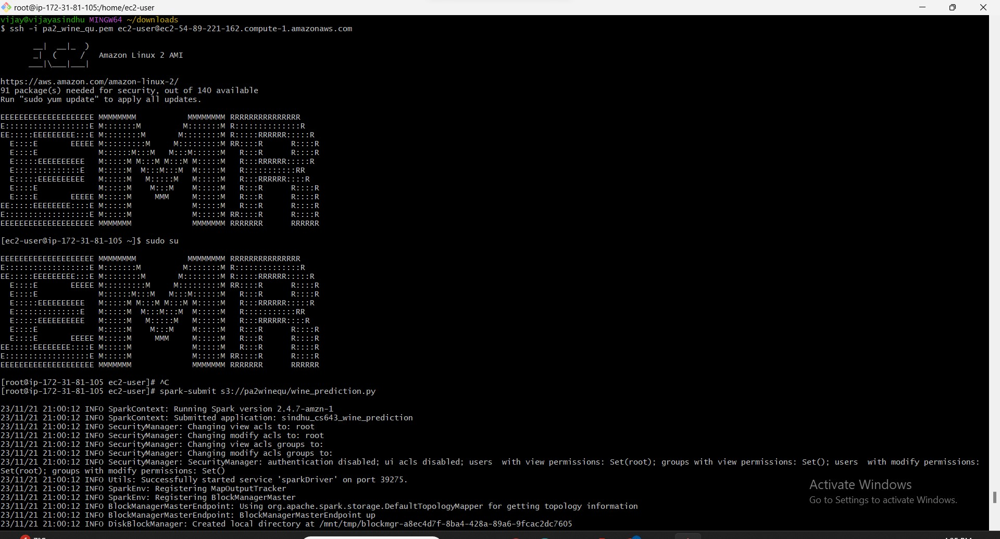 root@ip-172-31-81-105:/home/ec2-user
vijay@vijayasindhu MINGW64 ~/downloads
$ ssh -i pa2_wine_qu.pem ec2-user@ec2-54-89-221-162.compute-1.amazonaws.com
__|  __|_  )
_|  (     /   Amazon Linux 2 AMI
___|\___|___|
https://aws.amazon.com/amazon-linux-2/
91 package(s) needed for security, out of 140 available
Run "sudo yum update" to apply all updates.
EEEEEEEEEEEEEEEEEEEE MMMMMMMM           MMMMMMMM RRRRRRRRRRRRRRR
E::::::::::::::::::E M:::::::M         M:::::::M R::::::::::::::R
EE:::::EEEEEEEEE:::E M::::::::M       M::::::::M R:::::RRRRRR:::::R
  E::::E       EEEEE M:::::::::M     M:::::::::M RR::::R      R::::R
  E::::E             M::::::M:::M   M:::M::::::M   R:::R      R::::R
  E:::::EEEEEEEEEE   M:::::M M:::M M:::M M:::::M   R:::RRRRRR:::::R
  E::::::::::::::E   M:::::M  M:::M:::M  M:::::M   R:::::::::::RR
  E:::::EEEEEEEEEE   M:::::M   M:::::M   M:::::M   R:::RRRRRR::::R
  E::::E             M:::::M    M:::M    M:::::M   R:::R      R::::R
  E::::E       EEEEE M:::::M     MMM     M:::::M   R:::R      R::::R
EE:::::EEEEEEEE::::E M:::::M             M:::::M   R:::R      R::::R
E::::::::::::::::::E M:::::M             M:::::M RR::::R      R::::R
EEEEEEEEEEEEEEEEEEEE MMMMMMM             MMMMMMM RRRRRRR      RRRRRR
[ec2-user@ip-172-31-81-105 ~]$ sudo su
EEEEEEEEEEEEEEEEEEEE MMMMMMMM           MMMMMMMM RRRRRRRRRRRRRRR
E::::::::::::::::::E M:::::::M         M:::::::M R::::::::::::::R
EE:::::EEEEEEEEE:::E M::::::::M       M::::::::M R:::::RRRRRR:::::R
  E::::E       EEEEE M:::::::::M     M:::::::::M RR::::R      R::::R
  E::::E             M::::::M:::M   M:::M::::::M   R:::R      R::::R
  E:::::EEEEEEEEEE   M:::::M M:::M M:::M M:::::M   R:::RRRRRR:::::R
  E::::::::::::::E   M:::::M  M:::M:::M  M:::::M   R:::::::::::RR
  E:::::EEEEEEEEEE   M:::::M   M:::::M   M:::::M   R:::RRRRRR::::R
  E::::E             M:::::M    M:::M    M:::::M   R:::R      R::::R
  E::::E       EEEEE M:::::M     MMM     M:::::M   R:::R      R::::R
EE:::::EEEEEEEE::::E M:::::M             M:::::M   R:::R      R::::R
E::::::::::::::::::E M:::::M             M:::::M RR::::R      R::::R
EEEEEEEEEEEEEEEEEEEE MMMMMMM             MMMMMMM RRRRRRR      RRRRRR
[root@ip-172-31-81-105 ec2-user]# ^C
[root@ip-172-31-81-105 ec2-user]# spark-submit s3://pa2winequ/wine_prediction.py
23/11/21 21:00:12 INFO SparkContext: Running Spark version 2.4.7-amzn-1
23/11/21 21:00:12 INFO SparkContext: Submitted application: sindhu_cs643_wine_prediction
23/11/21 21:00:12 INFO SecurityManager: Changing view acls to: root
23/11/21 21:00:12 INFO SecurityManager: Changing modify acls to: root
23/11/21 21:00:12 INFO SecurityManager: Changing view acls groups to:
23/11/21 21:00:12 INFO SecurityManager: Changing modify acls groups to:
23/11/21 21:00:12 INFO SecurityManager: SecurityManager: authentication disabled; ui acls disabled; users  with view permissions: Set(root); groups with view permissions: Set(); users  with modify permissions:
Set(root); groups with modify permissions: Set()
23/11/21 21:00:12 INFO Utils: Successfully started service 'sparkDriver' on port 39275.
23/11/21 21:00:12 INFO SparkEnv: Registering MapOutputTracker
23/11/21 21:00:12 INFO SparkEnv: Registering BlockManagerMaster
23/11/21 21:00:12 INFO BlockManagerMasterEndpoint: Using org.apache.spark.storage.DefaultTopologyMapper for getting topology information
23/11/21 21:00:12 INFO BlockManagerMasterEndpoint: BlockManagerMasterEndpoint up
23/11/21 21:00:12 INFO DiskBlockManager: Created local directory at /mnt/tmp/blockmgr-a8ec4d7f-8ba4-428a-89a6-9fcac2dc7605
Activate Windows
Go to Settings to activate Windows.